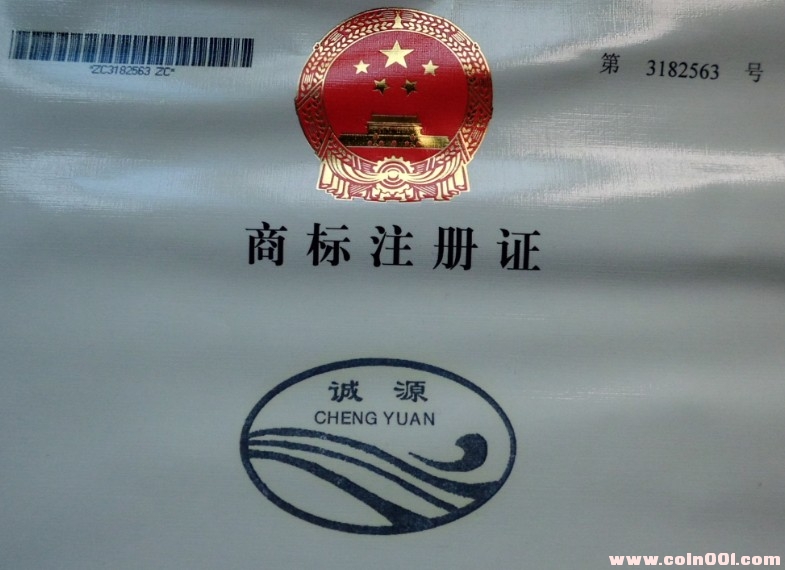 *ZC3182563 ZC*
第 3182563 号
商标注册证
诚源
CHENG YUAN
www.coin001.com